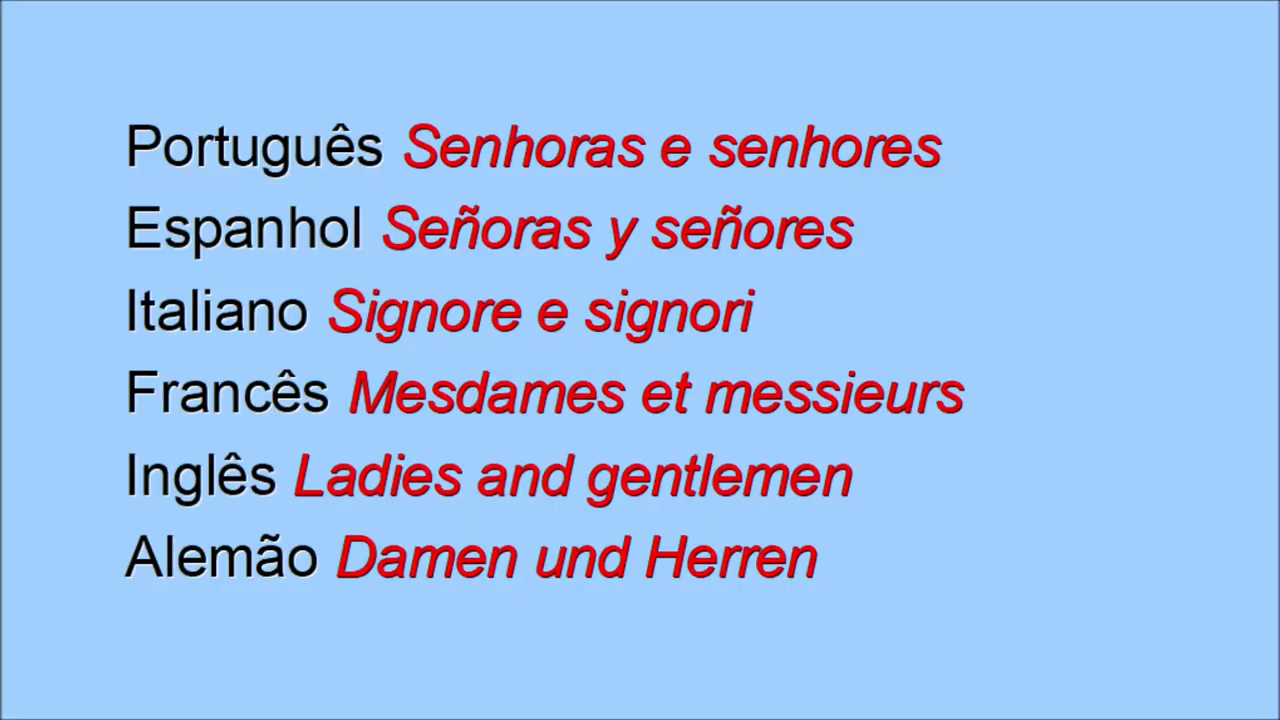 Português Senhoras e senhores
Espanhol Señoras y señores
Italiano Signore e signori
Francês Mesdames et messieurs
Inglês Ladies and gentlemen
Alemão Damen und Herren